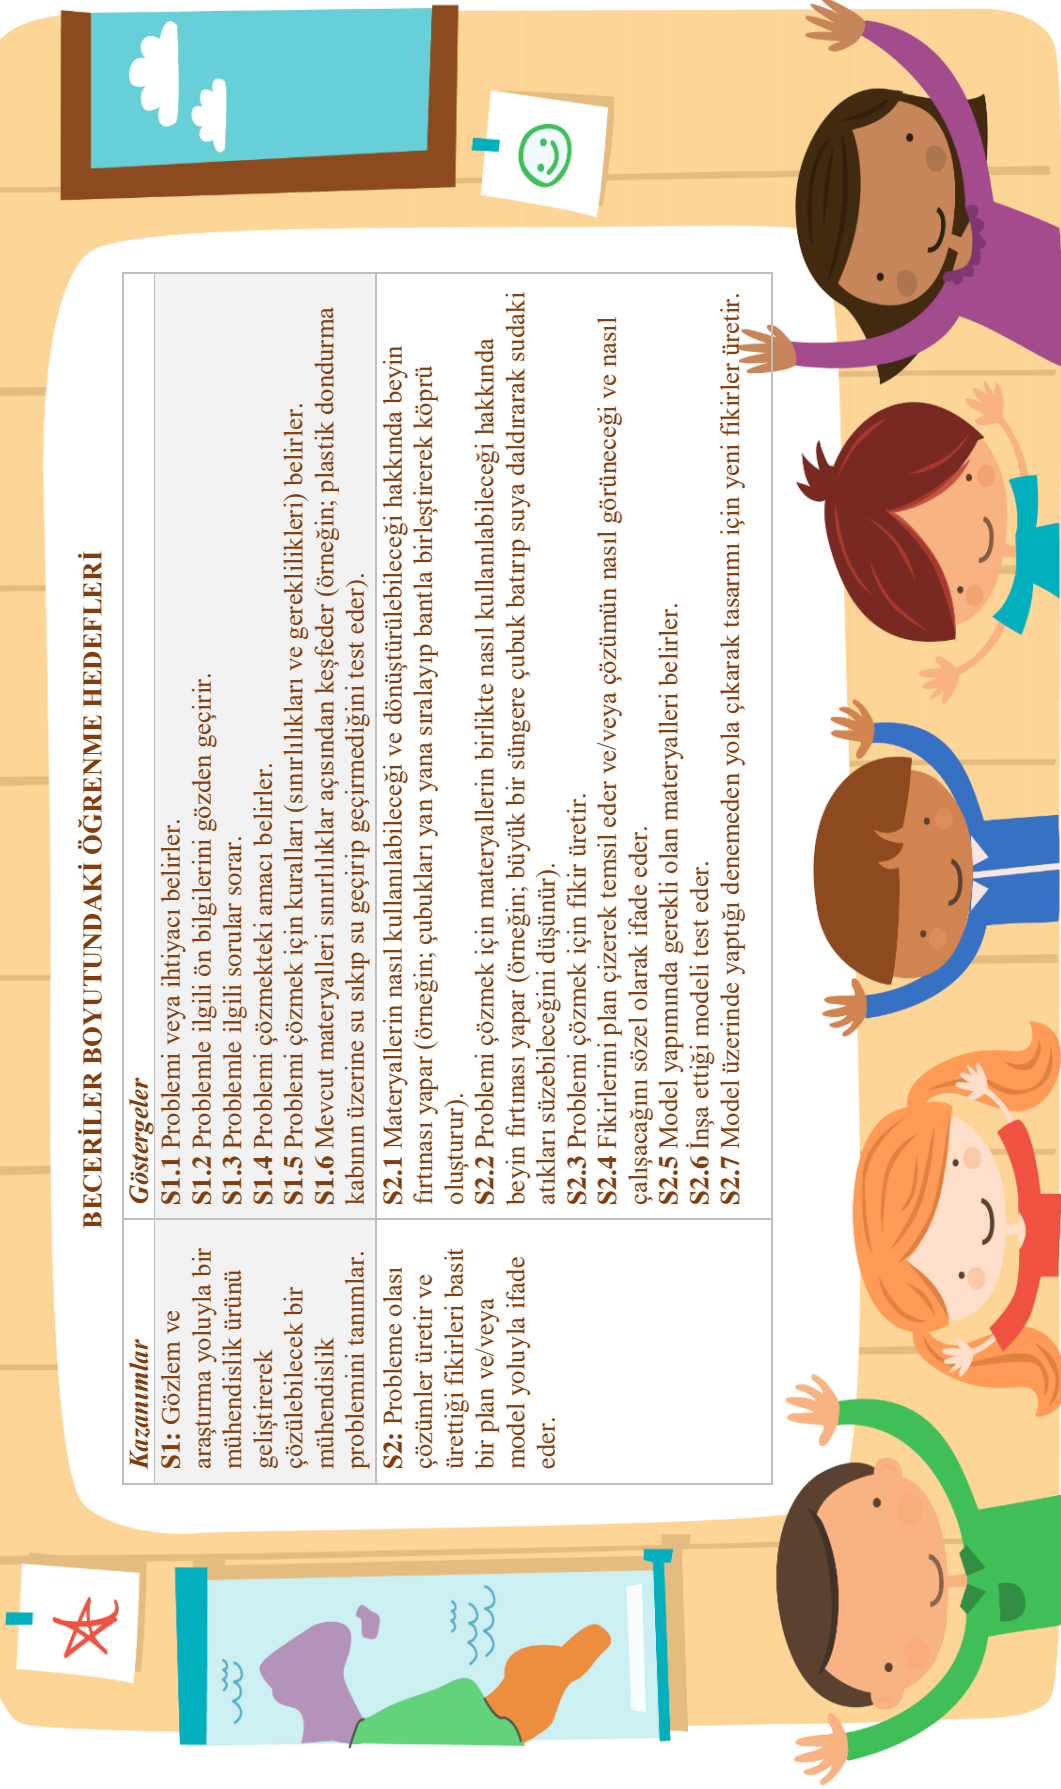 BECERİLER BOYUTUNDAKİ ÖĞRENME HEDEFLERİ
Kazanımlar
Göstergeler
S1: Gözlem ve
araştırma yoluyla bir
mühendislik ürünü
geliştirerek
çözülebilecek bir
mühendislik
problemini tanımlar.
S1.1 Problemi veya ihtiyacı belirler.
S1.2 Problemle ilgili ön bilgilerini gözden geçirir.
S1.3 Problemle ilgili sorular sorar.
S1.4 Problemi çözmekteki amacı belirler.
S1.5 Problemi çözmek için kuralları (sınırlılıkları ve gereklilikleri) belirler.
S1.6 Mevcut materyalleri sınırlılıklar açısından keşfeder (örneğin; plastik dondurma
kabının üzerine su sıkıp su geçirip geçirmediğini test eder).
S2: Probleme olası
çözümler üretir ve
ürettiği fikirleri basit
bir plan ve/veya
model yoluyla ifade
eder.
S2.1 Materyallerin nasıl kullanılabileceği ve dönüştürülebileceği hakkında beyin
fırtınası yapar (örneğin; çubukları yan yana sıralayıp bantla birleştirerek köprü
oluşturur).
S2.2 Problemi çözmek için materyallerin birlikte nasıl kullanılabileceği hakkında
beyin fırtınası yapar (örneğin; büyük bir süngere çubuk batırıp suya daldırarak sudaki
atıkları süzebileceğini düşünür).
S2.3 Problemi çözmek için fikir üretir.
S2.4 Fikirlerini plan çizerek temsil eder ve/veya çözümün nasıl görüneceği ve nasıl
çalışacağını sözel olarak ifade eder.
S2.5 Model yapımında gerekli olan materyalleri belirler.
S2.6 İnşa ettiği modeli test eder.
S2.7 Model üzerinde yaptığı denemeden yola çıkarak tasarımı için yeni fikirler üretir.